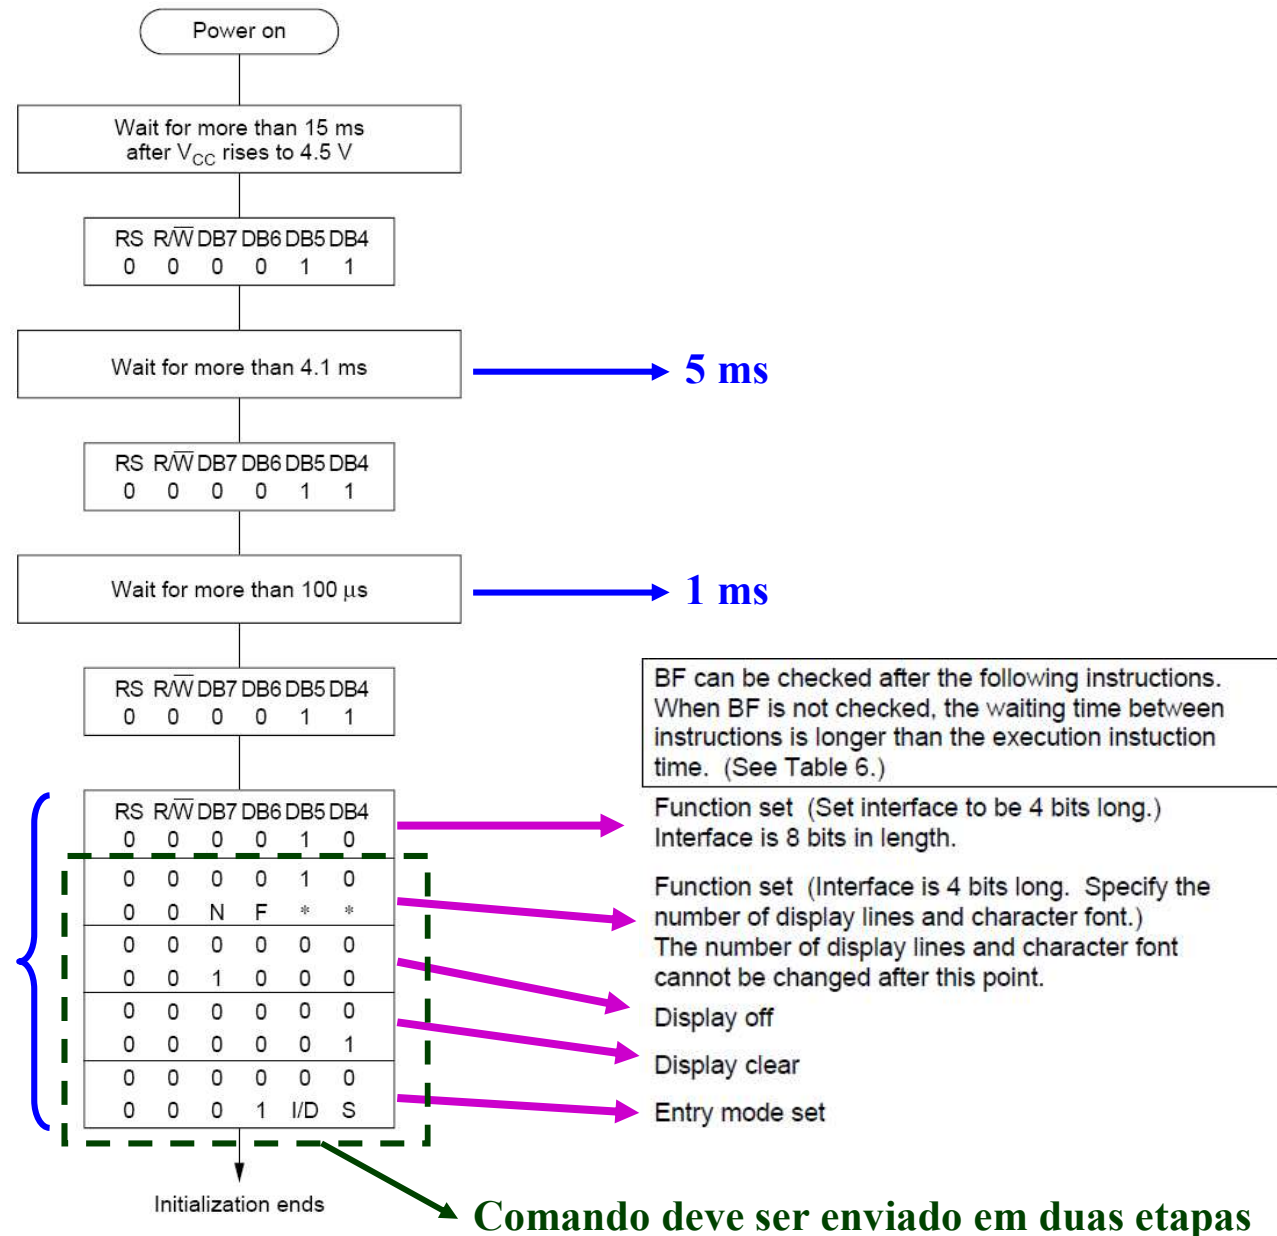 Power on
Wait for more than 15 ms
after VCC rises to 4.5 V
RS R/W̅ DB7 DB6 DB5 DB4
0 0 0 0 1 1
Wait for more than 4.1 ms
5 ms
RS R/W̅ DB7 DB6 DB5 DB4
0 0 0 0 1 1
Wait for more than 100 µs
1 ms
RS R/W̅ DB7 DB6 DB5 DB4
0 0 0 0 1 1
BF can be checked after the following instructions.
When BF is not checked, the waiting time between
instructions is longer than the execution instuction
time. (See Table 6.)
RS R/W̅ DB7 DB6 DB5 DB4
0 0 0 0 1 0
0 0 0 0 1 0
0 0 N F * *
0 0 0 0 0 0
0 0 1 0 0 0
0 0 0 0 0 0
0 0 0 0 0 1
0 0 0 0 0 0
0 0 0 1 I/D S
Function set (Set interface to be 4 bits long.)
Interface is 8 bits in length.
Function set (Interface is 4 bits long. Specify the
number of display lines and character font.)
The number of display lines and character font
cannot be changed after this point.
Display off
Display clear
Entry mode set
Initialization ends
Comando deve ser enviado em duas etapas